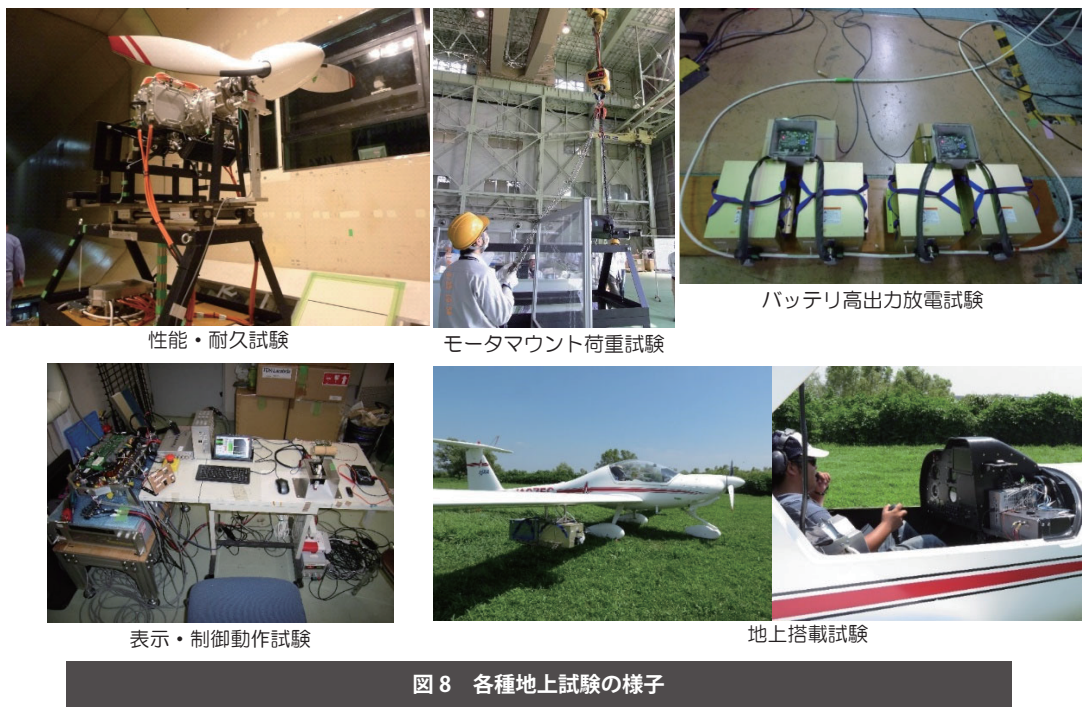 性能・耐久試験
モータマウント荷重試験
バッテリ高出力放電試験
表示・制御動作試験
地上搭載試験
図 8　各種地上試験の様子